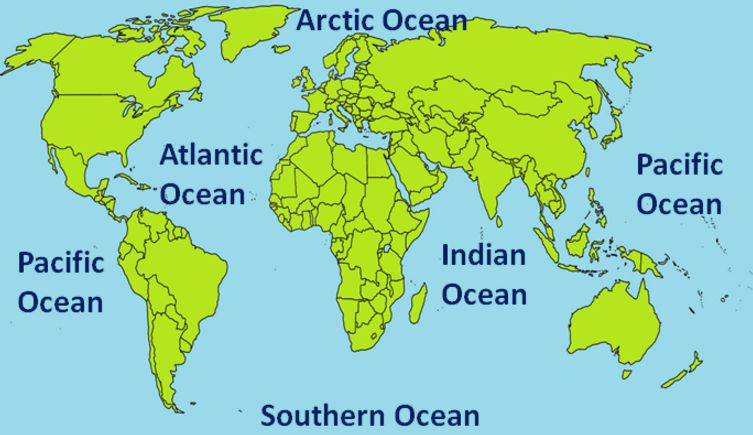 Arctic Ocean
Atlantic
Ocean
Pacific
Ocean
Pacific
Ocean
Indian
Ocean
Southern Ocean